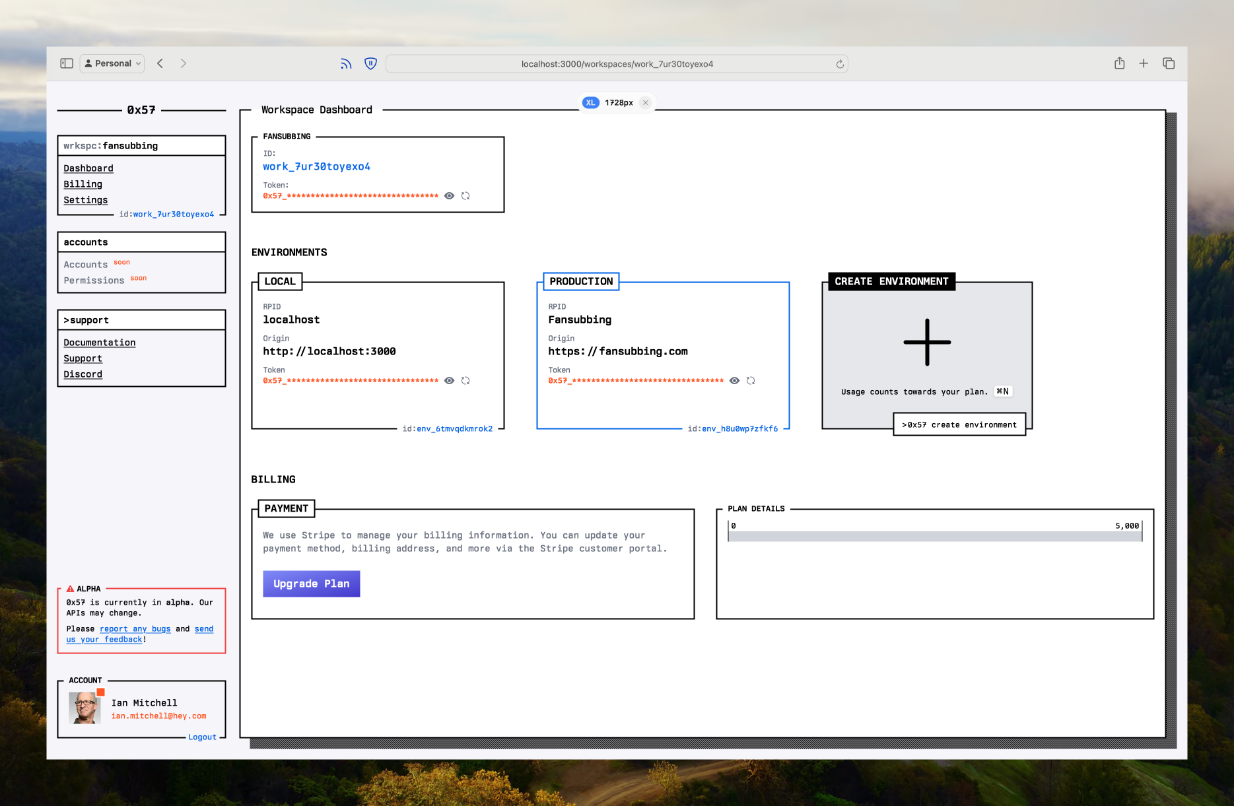 Personal
localhost:3000/workspaces/work_7ur30toyexo4
XL 1728px
0x57
wrkspc:fansubbing
Dashboard
Billing
Settings
id:work_7ur30toyexo4
accounts
Accounts soon
Permissions soon
>support
Documentation
Support
Discord
ALPHA
0x57 is currently in alpha. Our
APIs may change.
Please report any bugs and send
us your feedback!
ACCOUNT
Ian Mitchell
ian.mitchell@hey.com
Logout
Workspace Dashboard
FANSUBBING
ID:
work_7ur30toyexo4
Token:
0x57_********************************
ENVIRONMENTS
LOCAL
RPID
localhost
Origin
http://localhost:3000
Token
0x57_********************************
id:env_6tmvqdkmrok2
PRODUCTION
RPID
Fansubbing
Origin
https://fansubbing.com
Token
0x57_********************************
id:env_h8u0wp7zfkf6
CREATE ENVIRONMENT
Usage counts towards your plan. ⌘N
>0x57 create environment
BILLING
PAYMENT
We use Stripe to manage your billing information. You can update your
payment method, billing address, and more via the Stripe customer portal.
Upgrade Plan
PLAN DETAILS
0 5,000